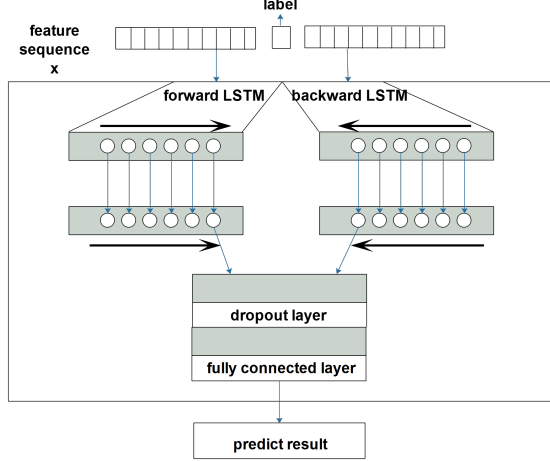 label
feature
sequence
x
forward LSTM
backward LSTM
dropout layer
fully connected layer
predict result